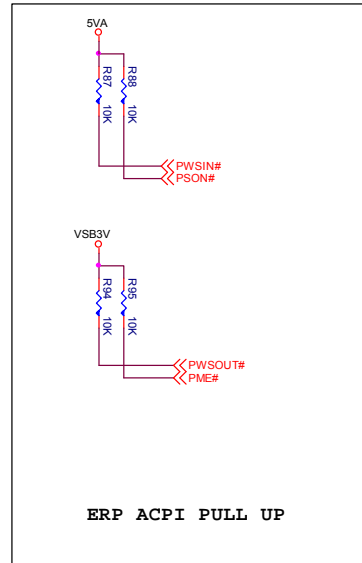 5VA
R87
10K
R88
10K
PWSIN#
PSON#
VSB3V
R94
10K
R95
10K
PWSOUT#
PME#
ERP ACPI PULL UP